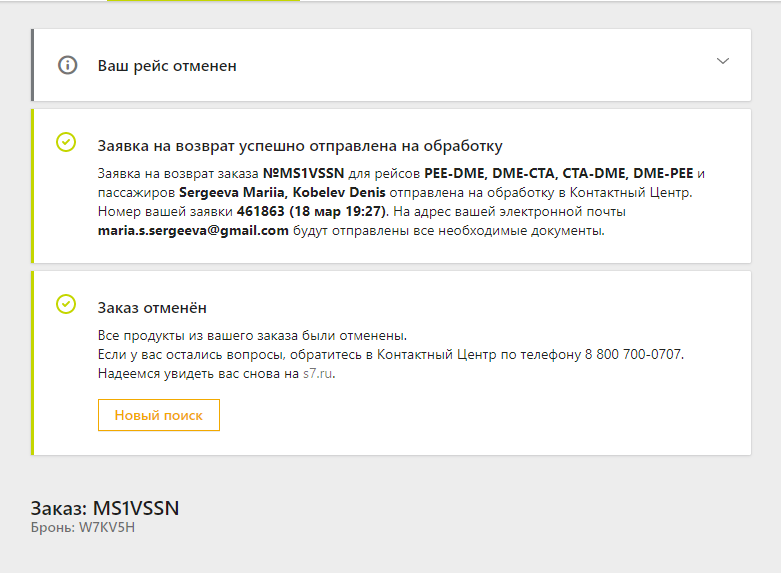 Ваш рейс отменен
Заявка на возврат успешно отправлена на обработку
Заявка на возврат заказа №MS1VSSN для рейсов PEE-DME, DME-CTA, CTA-DME, DME-PEE и
пассажиров Sergeeva Mariia, Kobelev Denis отправлена на обработку в Контактный Центр.
Номер вашей заявки 461863 (18 мар 19:27). На адрес вашей электронной почты
maria.s.sergeeva@gmail.com будут отправлены все необходимые документы.
Заказ отменён
Все продукты из вашего заказа были отменены.
Если у вас остались вопросы, обратитесь в Контактный Центр по телефону 8 800 700-0707.
Надеемся увидеть вас снова на s7.ru.
Новый поиск
Заказ: MS1VSSN
Бронь: W7KV5H